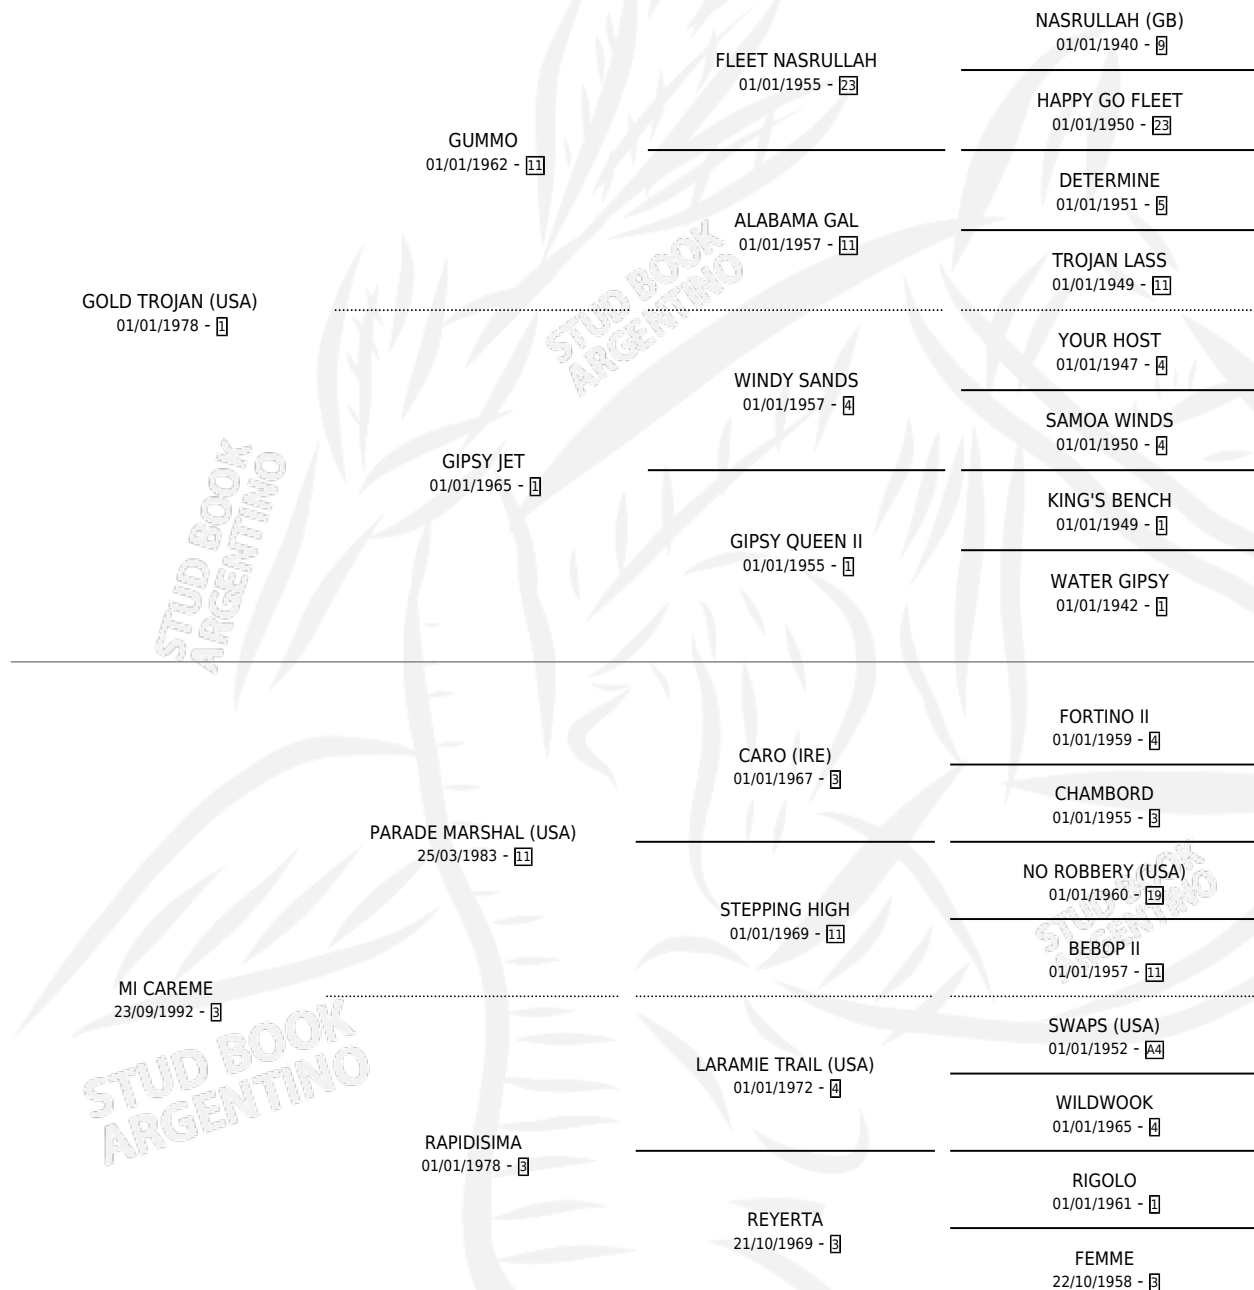 NASRULLAH (GB)
01/01/1940 - 9
FLEET NASRULLAH
01/01/1955 - 23
HAPPY GO FLEET
01/01/1950 - 23
GUMMO
01/01/1962 - 11
DETERMINE
01/01/1951 - 5
ALABAMA GAL
01/01/1957 - 11
TROJAN LASS
01/01/1949 - 11
GOLD TROJAN (USA)
01/01/1978 - 1
YOUR HOST
01/01/1947 - 4
WINDY SANDS
01/01/1957 - 4
SAMOA WINDS
01/01/1950 - 4
GIPSY JET
01/01/1965 - 1
KING'S BENCH
01/01/1949 - 1
GIPSY QUEEN II
01/01/1955 - 1
WATER GIPSY
01/01/1942 - 1
STUD BOOK
ARGENTINO
STUD BOOK
ARGENTINO
FORTINO II
01/01/1959 - 4
CARO (IRE)
01/01/1967 - 3
CHAMBORD
01/01/1955 - 3
PARADE MARSHAL (USA)
25/03/1983 - 11
NO ROBBERY (USA)
01/01/1960 - 19
STEPPING HIGH
01/01/1969 - 11
BEBOP II
01/01/1957 - 11
STUD BOOK
ARGENTINO
MI CAREME
23/09/1992 - 3
SWAPS (USA)
01/01/1952 - A4
LARAMIE TRAIL (USA)
01/01/1972 - 4
WILDWOOK
01/01/1965 - 4
RAPIDISIMA
01/01/1978 - 3
RIGOLO
01/01/1961 - 1
REYERTA
21/10/1969 - 3
FEMME
22/10/1958 - 3
STUD BOOK
ARGENTINO